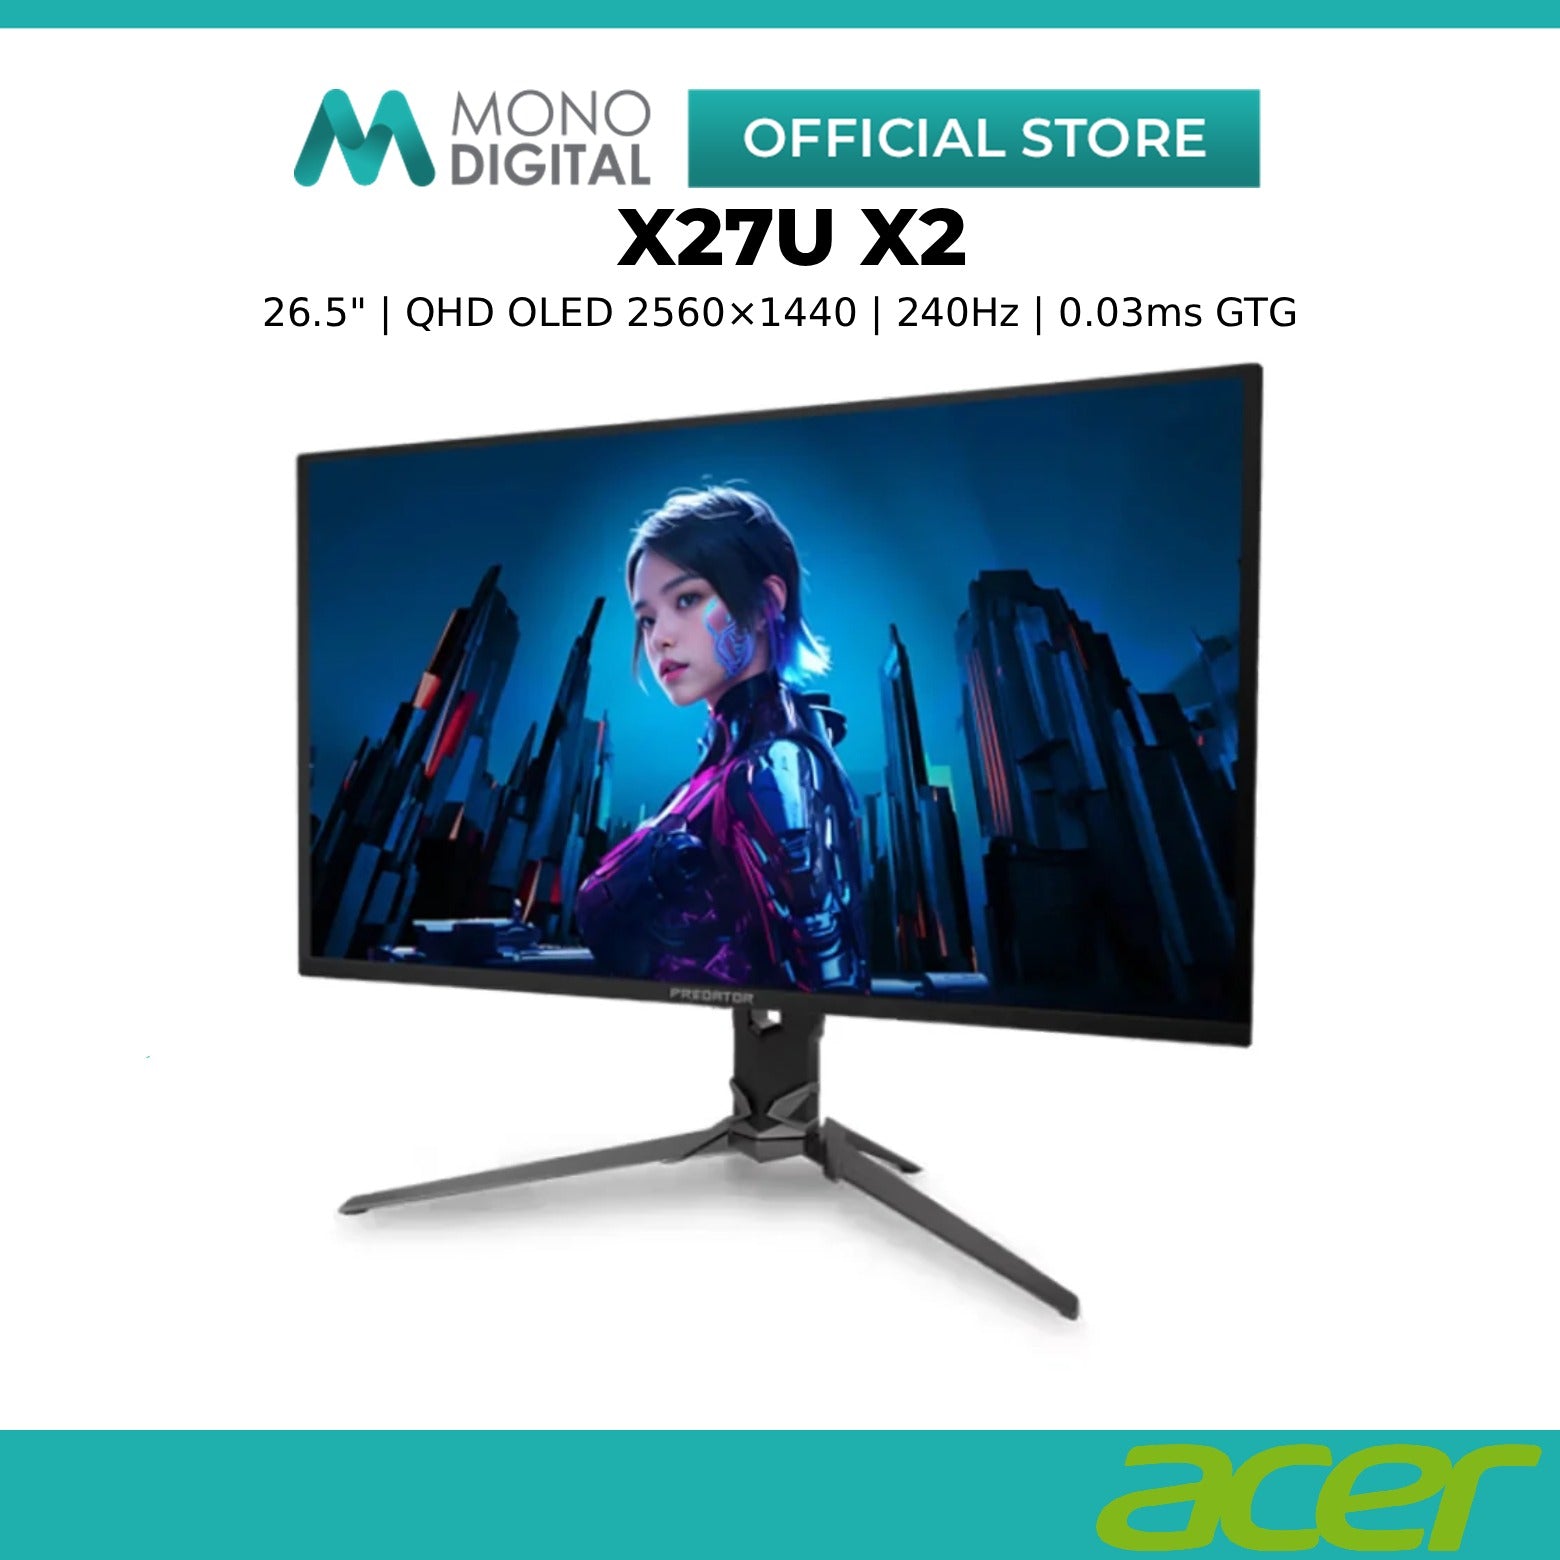 MONO
DIGITAL
OFFICIAL STORE
X27U X2
26.5" | QHD OLED 2560×1440 | 240Hz | 0.03ms GTG
PREDATOR
acer